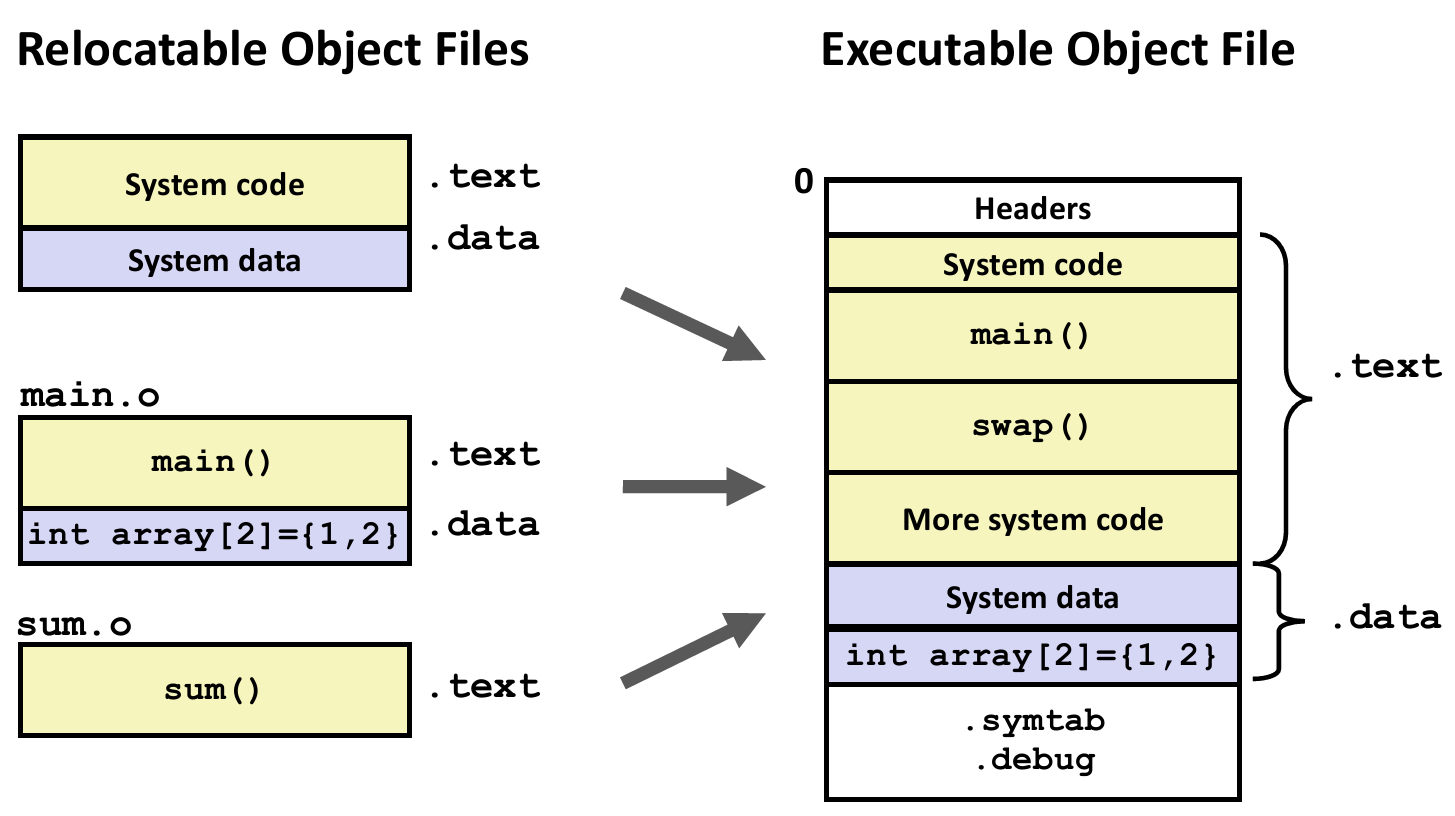 Relocatable Object Files
System code
.text
System data
.data
main.o
main()
.text
int array[2]={1,2}
.data
sum.o
sum()
.text
Executable Object File
0
Headers
System code
main()
swap()
More system code
.text
System data
int array[2]={1,2}
.data
.symtab
.debug